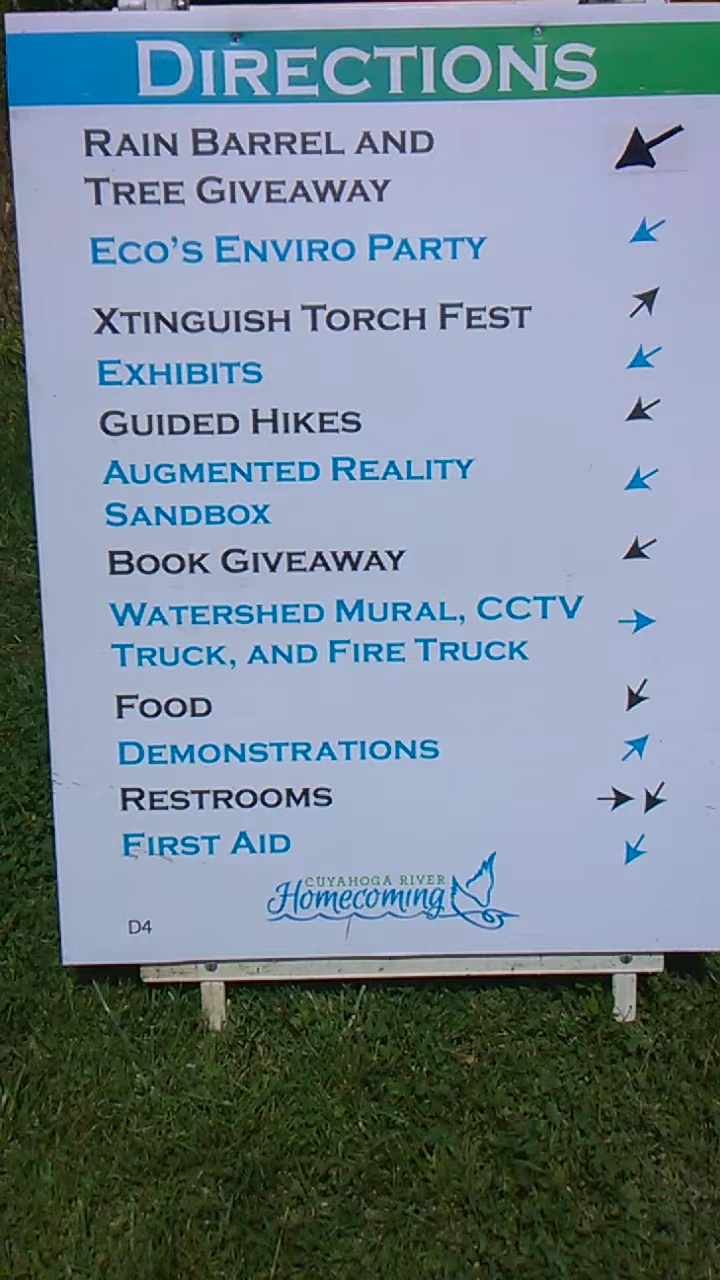 DIRECTIONS
RAIN BARREL AND
TREE GIVEAWAY
ECO'S ENVIRO PARTY
XTINGUISH TORCH FEST
EXHIBITS
GUIDED HIKES
AUGMENTED REALITY
SANDBOX
BOOK GIVEAWAY
WATERSHED MURAL, CCTV
TRUCK, AND FIRE TRUCK
FOOD
DEMONSTRATIONS
RESTROOMS
FIRST AID
CUYAHOGA RIVER
Homecoming
D4